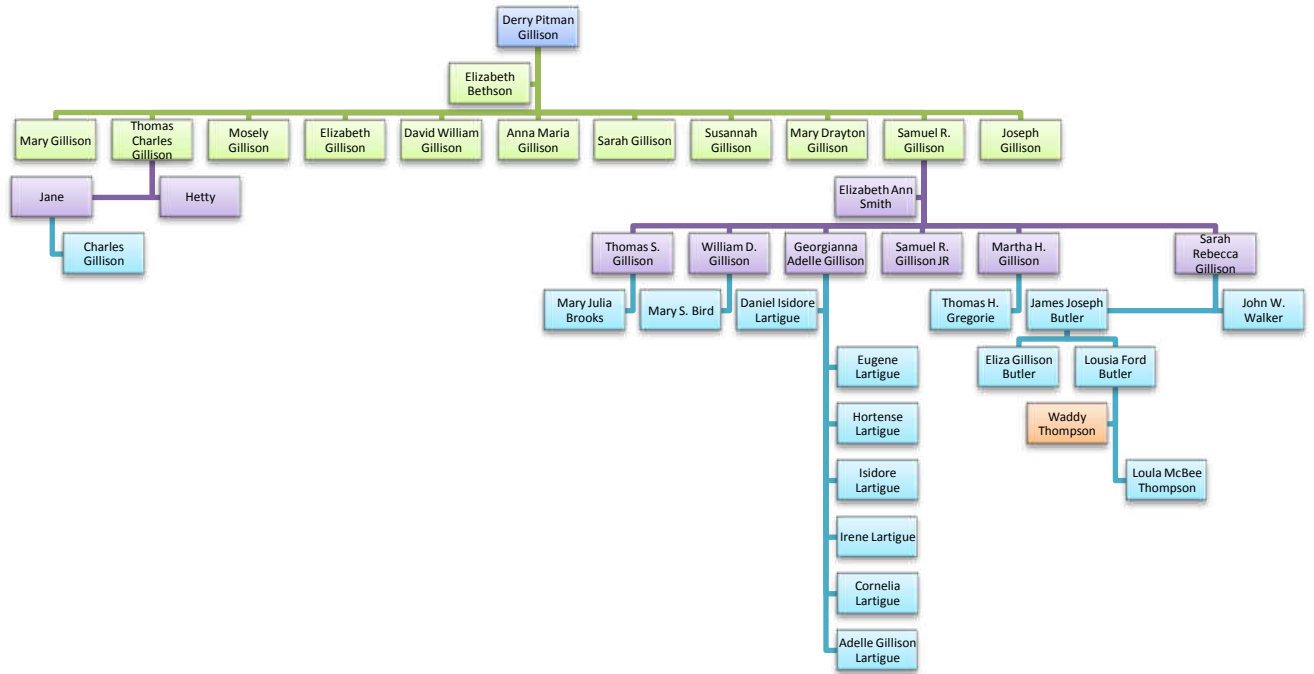 Derry Pitman
Gillison
Elizabeth
Bethson
Mary Gillison
Thomas
Charles
Gillison
Mosely
Gillison
Elizabeth
Gillison
David William
Gillison
Anna Maria
Gillison
Sarah Gillison
Susannah
Gillison
Mary Drayton
Gillison
Samuel R.
Gillison
Joseph
Gillison
Jane
Hetty
Elizabeth Ann
Smith
Charles
Gillison
Thomas S.
Gillison
William D.
Gillison
Georgianna
Adelle Gillison
Samuel R.
Gillison JR
Martha H.
Gillison
Sarah
Rebecca
Gillison
Mary Julia
Brooks
Mary S. Bird
Daniel Isidore
Lartigue
Thomas H.
Gregorie
James Joseph
Butler
John W.
Walker
Eugene
Lartigue
Eliza Gillison
Butler
Lousia Ford
Butler
Hortense
Lartigue
Waddy
Thompson
Isidore
Lartigue
Loula McBee
Thompson
Irene Lartigue
Cornelia
Lartigue
Adelle Gillison
Lartigue